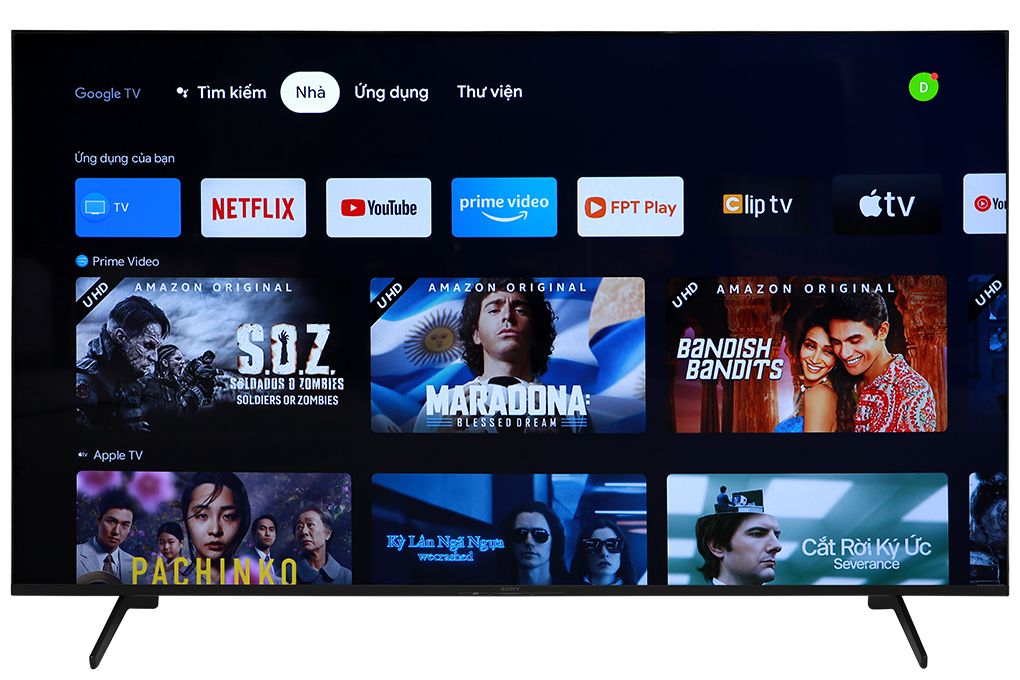 Google TV
Tìm kiếm
Nhà
Ứng dụng
Thư viện
D
Ứng dụng của bạn
TV
NETFLIX
YouTube
prime video
FPT Play
Clip tv
tv
You
Prime Video
UHD
AMAZON ORIGINAL
S.O.Z.
SOLDADOS O ZOMBIES
SOLDIERS OR ZOMBIES
UHD
AMAZON ORIGINAL
MARADONA:
BLESSED DREAM
UHD
AMAZON ORIGINAL
BANDISH
BANDITS
UHD
Apple TV
PACHINKO
Kỳ Lân Ngã Ngựa
wecrashed
Cắt Rời Ký Ức
Severance
SONY